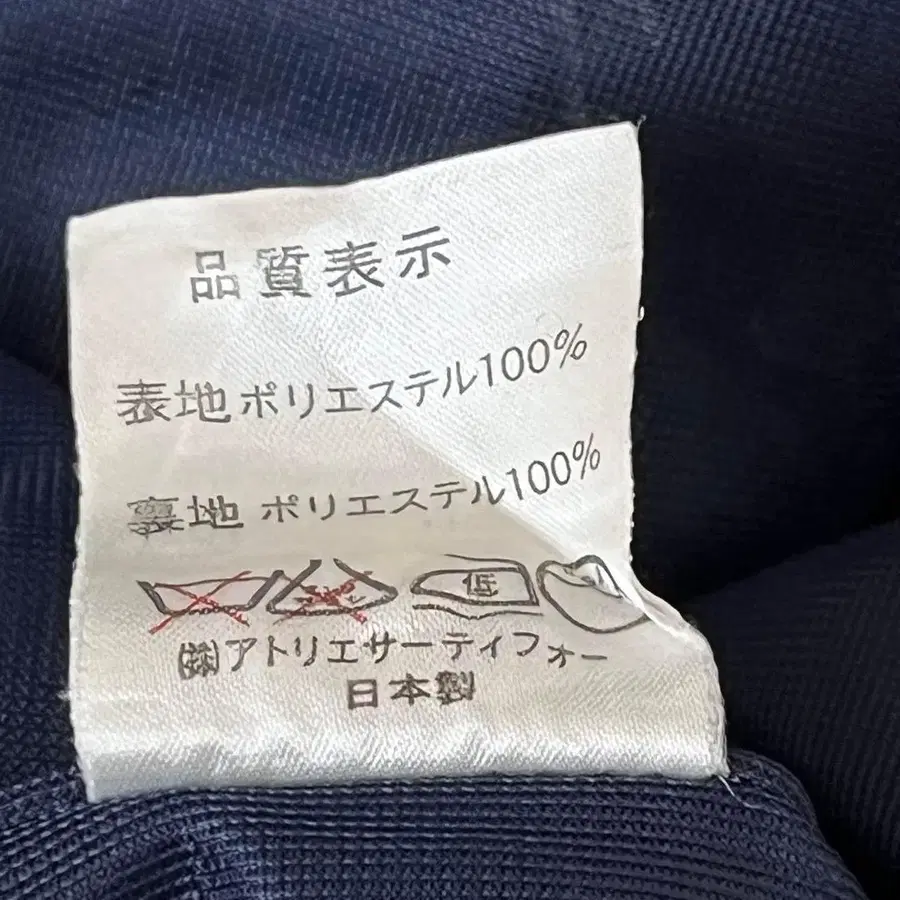 品質表示
表地 ポリエステル100%
裏地 ポリエステル100%
低
㈱アトリエサーティフォー
日本製